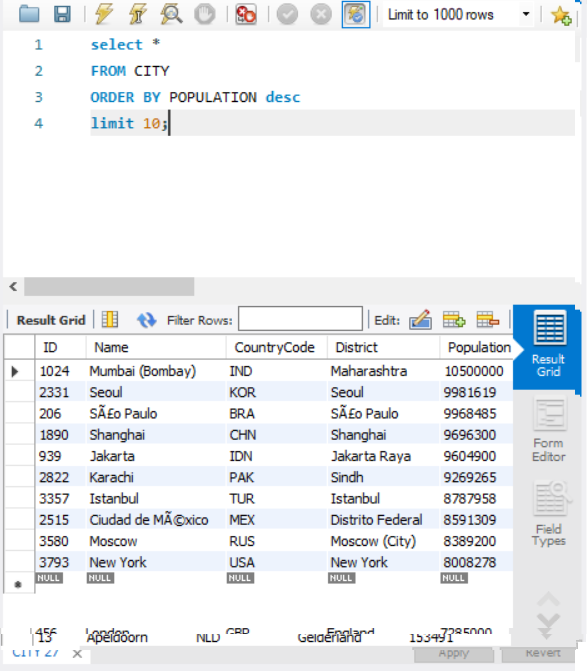 Limit to 1000 rows
1 select *
2 FROM CITY
3 ORDER BY POPULATION desc
4 limit 10;
Result Grid Filter Rows: Edit:
ID Name CountryCode District Population
1024 Mumbai (Bombay) IND Maharashtra 10500000
2331 Seoul KOR Seoul 9981619
206 SÃ£o Paulo BRA SÃ£o Paulo 9968485
1890 Shanghai CHN Shanghai 9696300
939 Jakarta IDN Jakarta Raya 9604900
2822 Karachi PAK Sindh 9269265
3357 Istanbul TUR Istanbul 8787958
2515 Ciudad de MÃ©xico MEX Distrito Federal 8591309
3580 Moscow RUS Moscow (City) 8389200
3793 New York USA New York 8008278
NULL NULL NULL NULL NULL
Result
Grid
Form
Editor
Field
Types
456 London GBR England 7285000
15 Apeldoorn NLD Gelderland 153491
CITY 27 Apply Revert